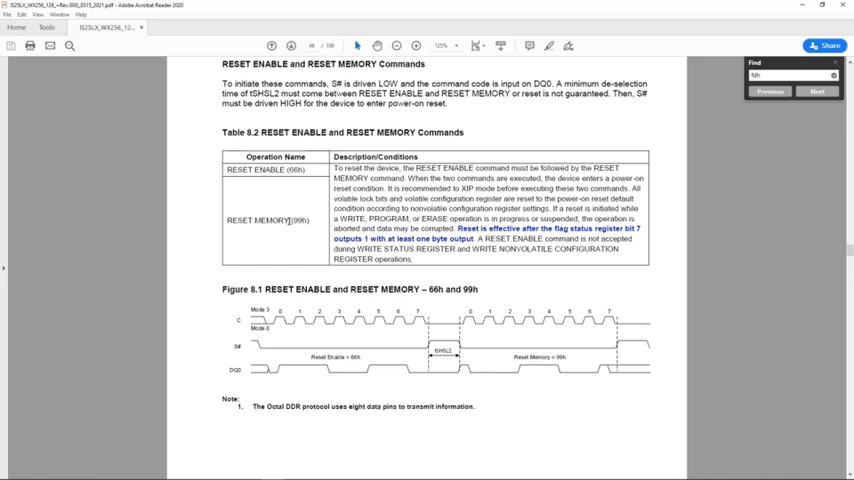 IS25LX_WX256_128_+Rev.00G_0315_2021.pdf - Adobe Acrobat Reader 2020
File Edit View Window Help
Home Tools IS25LX_WX256_12... ×
46 / 100 125% Share
Find
fdh
Previous Next
RESET ENABLE and RESET MEMORY Commands
To initiate these commands, S# is driven LOW and the command code is input on DQ0. A minimum de-selection
time of tSHSL2 must come between RESET ENABLE and RESET MEMORY or reset is not guaranteed. Then, S#
must be driven HIGH for the device to enter power-on reset.
Table 8.2 RESET ENABLE and RESET MEMORY Commands
Operation Name Description/Conditions
RESET ENABLE (66h)
RESET MEMORY (99h)
To reset the device, the RESET ENABLE command must be followed by the RESET
MEMORY command. When the two commands are executed, the device enters a power-on
reset condition. It is recommended to XIP mode before executing these two commands. All
volatile lock bits and volatile configuration register are reset to the power-on reset default
condition according to nonvolatile configuration register settings. If a reset is initiated while
a WRITE, PROGRAM, or ERASE operation is in progress or suspended, the operation is
aborted and data may be corrupted. Reset is effective after the flag status register bit 7
outputs 1 with at least one byte output. A RESET ENABLE command is not accepted
during WRITE STATUS REGISTER and WRITE NONVOLATILE CONFIGURATION
REGISTER operations.
Figure 8.1 RESET ENABLE and RESET MEMORY – 66h and 99h
Mode 3 0 1 2 3 4 5 6 7 0 1 2 3 4 5 6 7
C
Mode 0
S#
tSHSL2
Reset Enable = 66h Reset Memory = 99h
DQ0
Note:
1. The Octal DDR protocol uses eight data pins to transmit information.